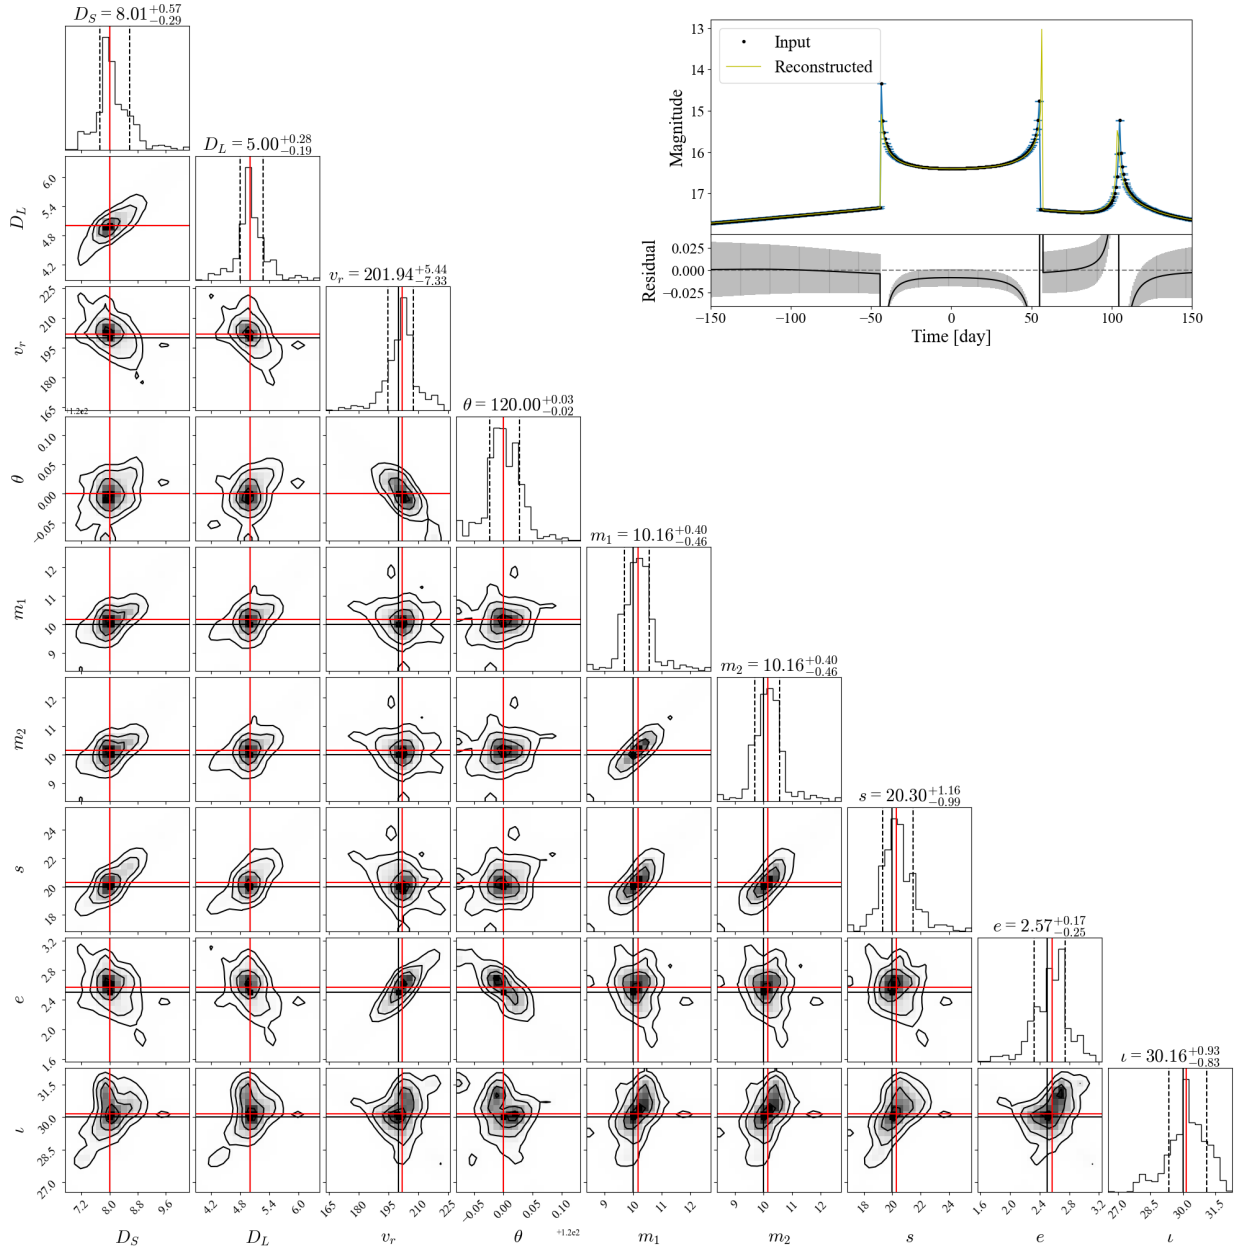 D_S = 8.01^{+0.57}_{-0.29}
13
14
15
16
17
Magnitude
Input
Reconstructed
0.025
0.000
−0.025
Residual
−150
−100
−50
0
50
100
150
Time [day]
D_L = 5.00^{+0.28}_{-0.19}
6.0
5.4
4.8
4.2
D_L
v_r = 201.94^{+5.44}_{-7.33}
225
210
195
180
165
v_r
+1.2e2
θ = 120.00^{+0.03}_{-0.02}
0.10
0.05
0.00
−0.05
θ
m_1 = 10.16^{+0.40}_{-0.46}
12
11
10
9
m_1
m_2 = 10.16^{+0.40}_{-0.46}
12
11
10
9
m_2
s = 20.30^{+1.16}_{-0.99}
24
22
20
18
s
e = 2.57^{+0.17}_{-0.25}
3.2
2.8
2.4
2.0
1.6
e
ι = 30.16^{+0.93}_{-0.83}
31.5
30.0
28.5
27.0
ι
7.2 8.0 8.8 9.6
4.2 4.8 5.4 6.0
165 180 195 210 225
−0.05 0.00 0.05 0.10
+1.2e2
9 10 11 12
9 10 11 12
18 20 22 24
1.6 2.0 2.4 2.8 3.2
27.0 28.5 30.0 31.5
D_S D_L v_r θ m_1 m_2 s e ι